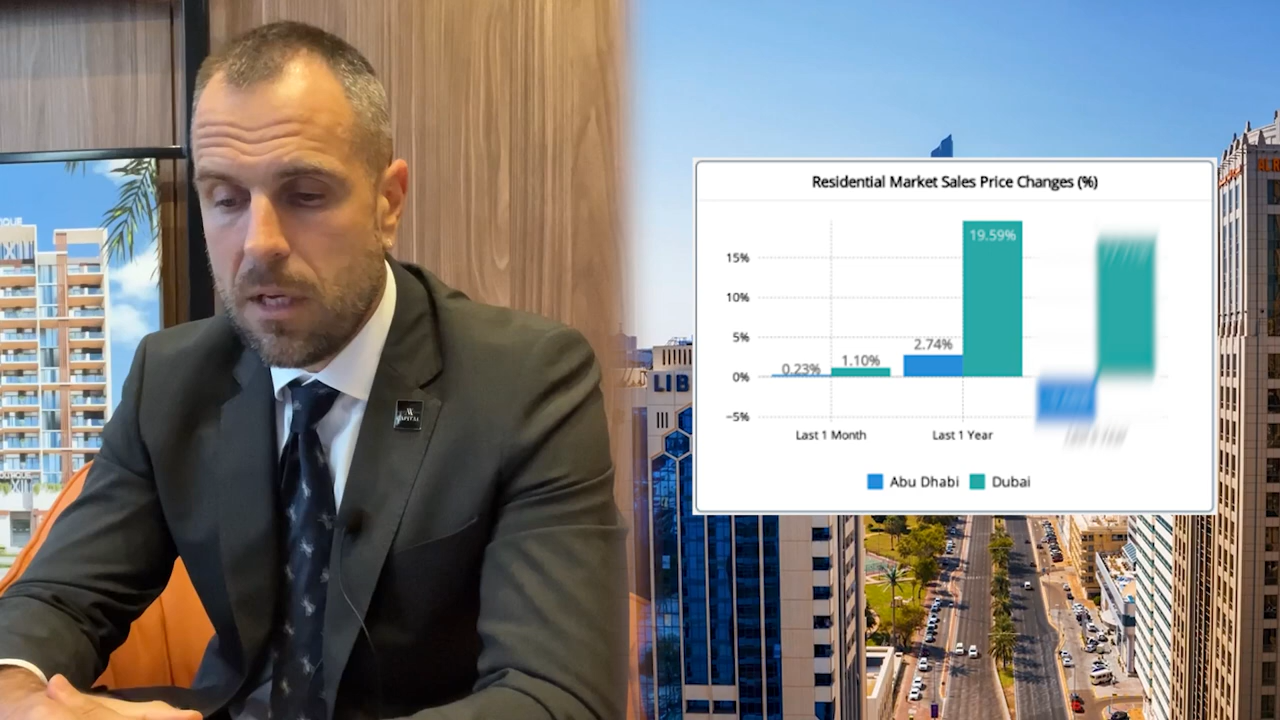 Residential Market Sales Price Changes (%)
19.59%
15%
10%
5%
2.74%
0.23%
1.10%
0%
−5%
Last 1 Month
Last 1 Year
Abu Dhabi
Dubai
LIB